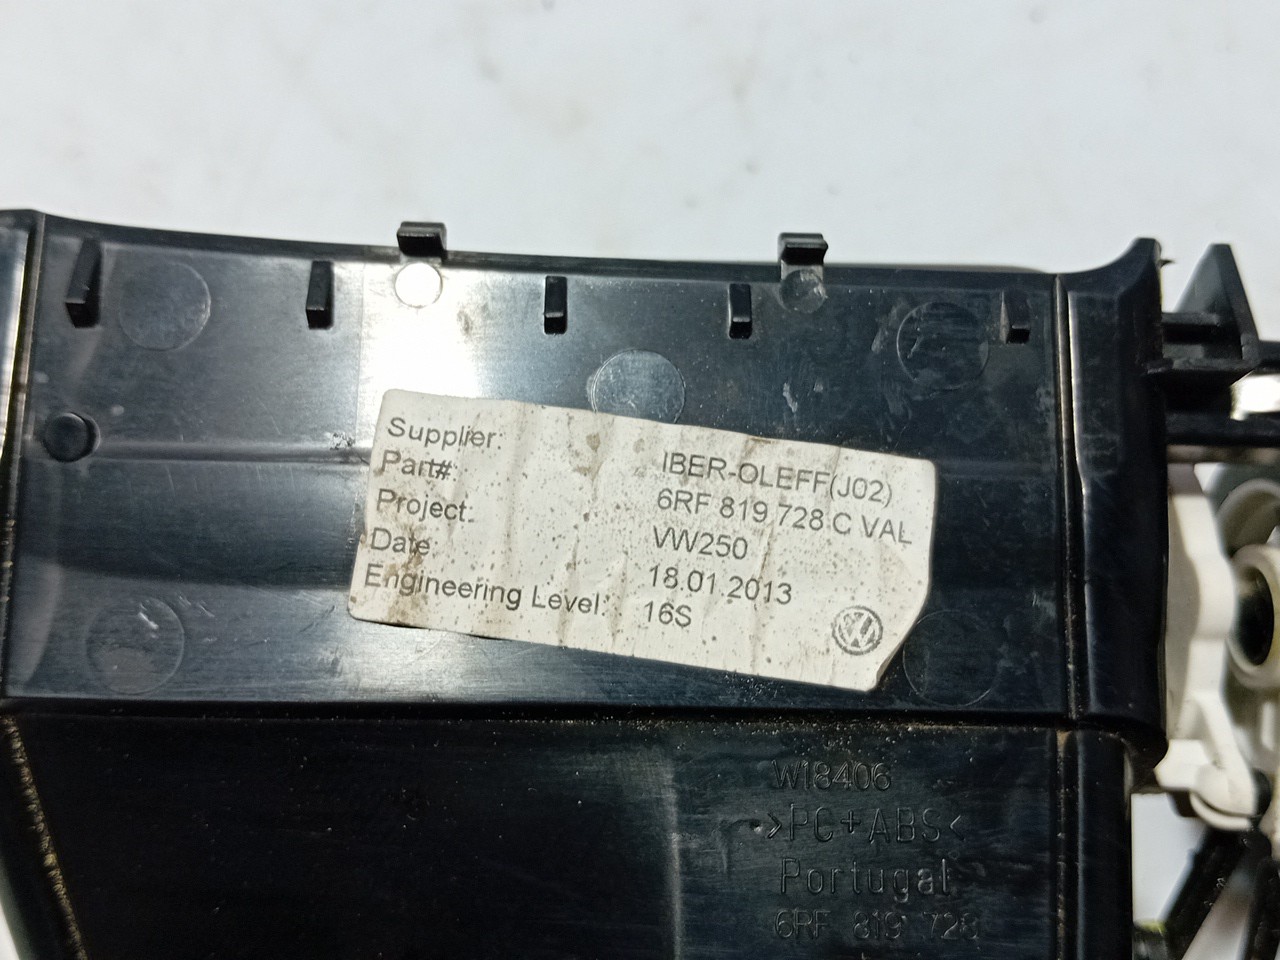 Supplier: IBER-OLEFF(J02)
Part#: 6RF 819 728 C VAL
Project: VW250
Date: 18.01.2013
Engineering Level: 16S
W18406
>PC+ABS<
Portugal
6RF 819 728